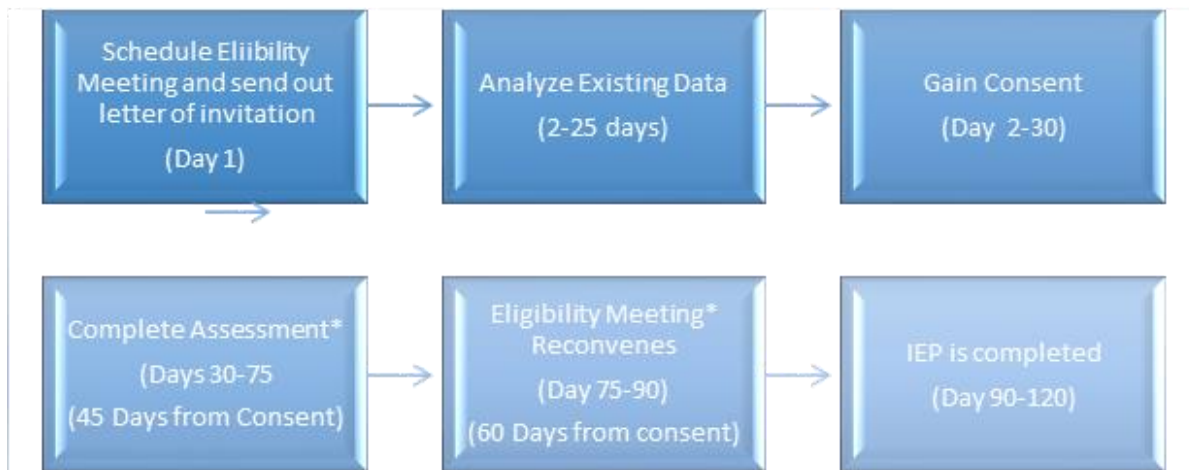 Schedule Eliibility
Meeting and send out
letter of invitation
(Day 1)
Analyze Existing Data
(2-25 days)
Gain Consent
(Day 2-30)
Complete Assessment*
(Days 30-75
(45 Days from Consent)
Eligibility Meeting*
Reconvenes
(Day 75-90)
(60 Days from consent)
IEP is completed
(Day 90-120)